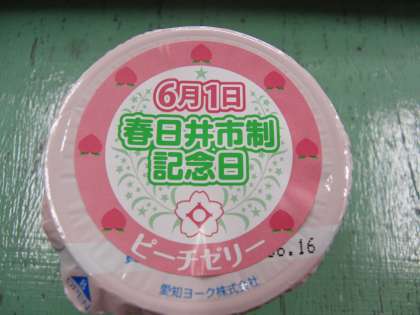 6月1日
春日井市制
記念日
ピーチゼリー
愛知ヨーク株式会社